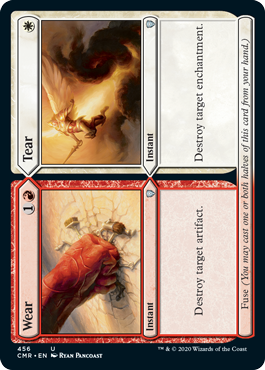 Tear
Instant
Destroy target enchantment.
Wear
1
Instant
Destroy target artifact.
Fuse (You may cast one or both halves of this card from your hand.)
456 U
CMR • EN Ryan Pancoast
™ & © 2020 Wizards of the Coast